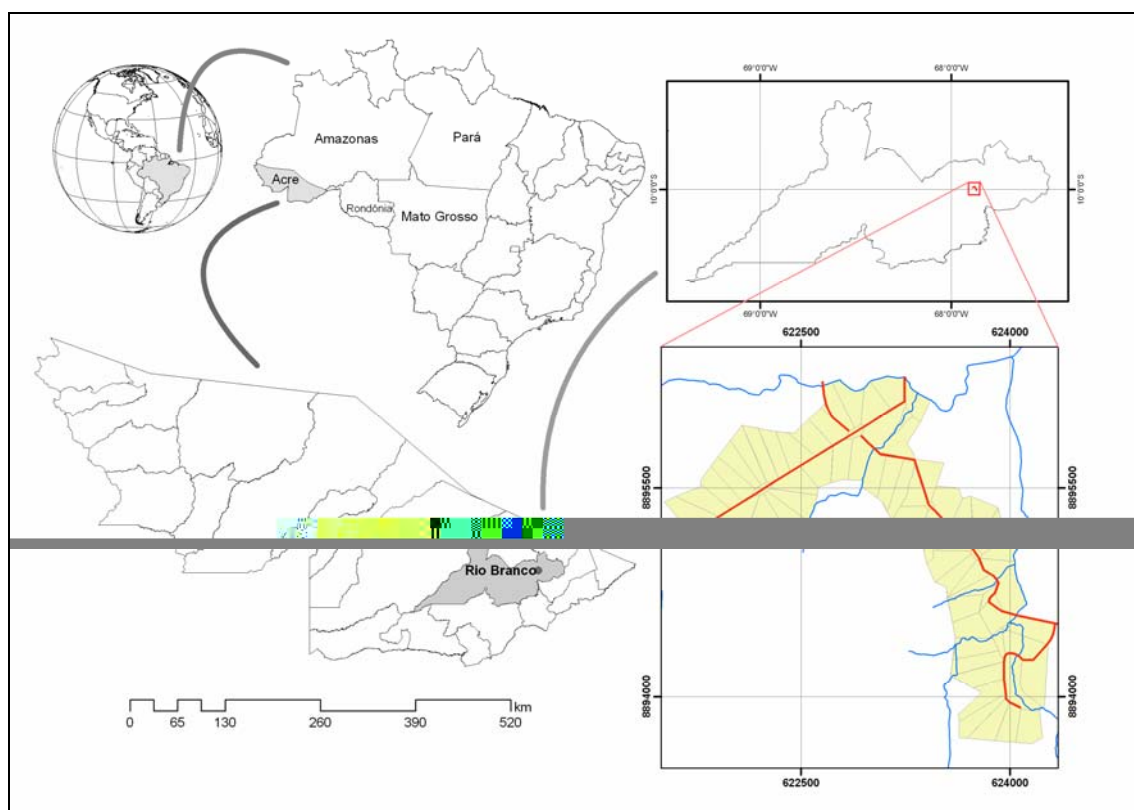 69°0'0"W 68°0'0"W
Amazonas Pará
Acre
Rondônia
Mato Grosso
10°0'0"S 10°0'0"S
69°0'0"W 68°0'0"W
622500 624000
8895500 8895500
Rio Branco
8894000 8894000
km
0 65 130 260 390 520
622500 624000